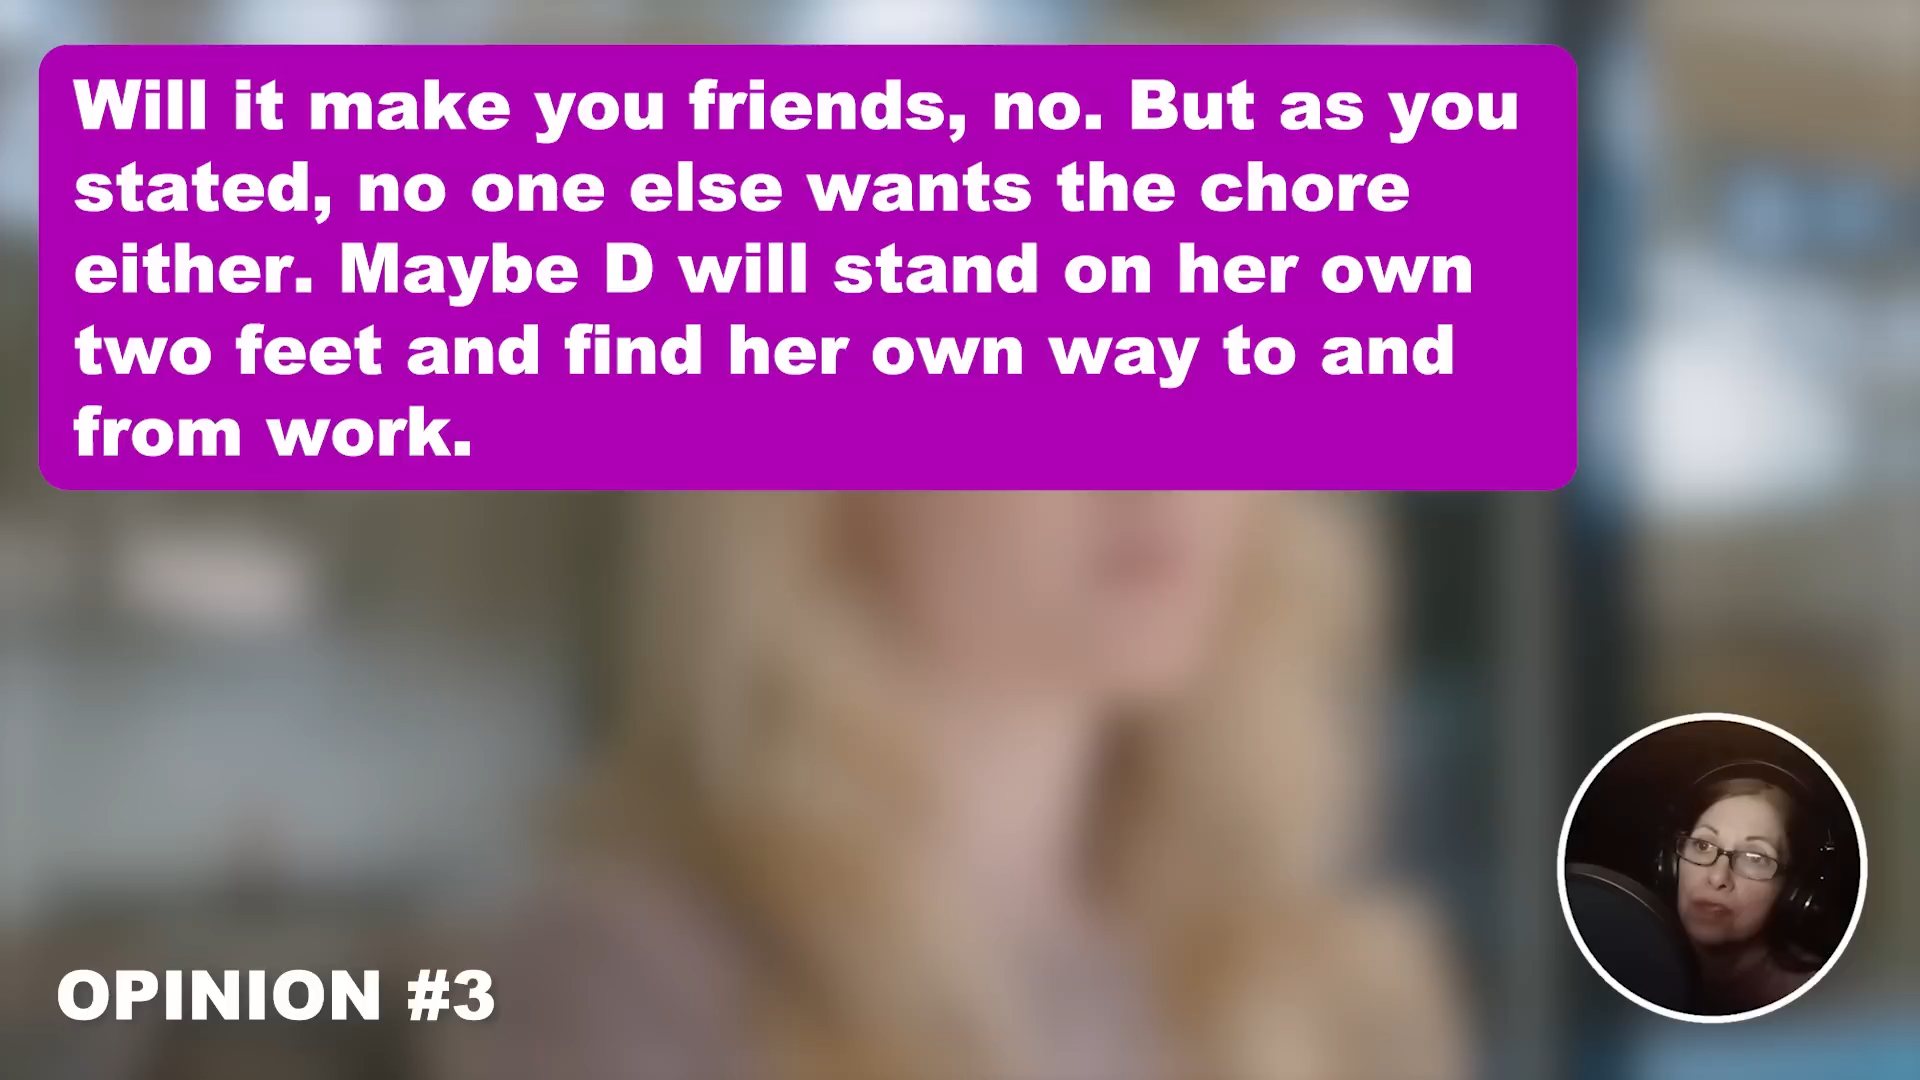 Will it make you friends, no. But as you
stated, no one else wants the chore
either. Maybe D will stand on her own
two feet and find her own way to and
from work.
OPINION #3